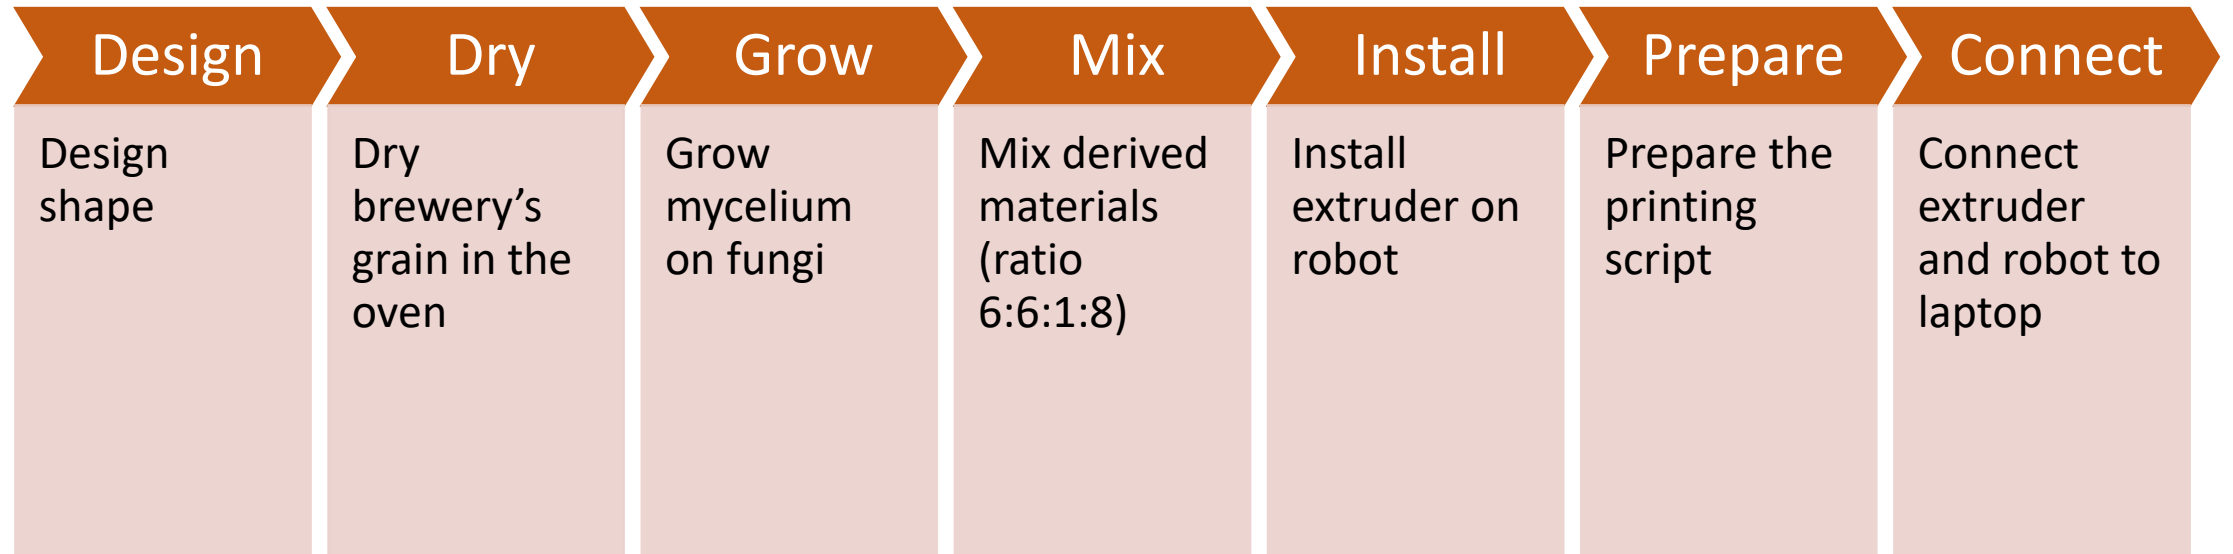 Design
Dry
Grow
Mix
Install
Prepare
Connect
Design
shape
Dry
brewery’s
grain in the
oven
Grow
mycelium
on fungi
Mix derived
materials
(ratio
6:6:1:8)
Install
extruder on
robot
Prepare the
printing
script
Connect
extruder
and robot to
laptop